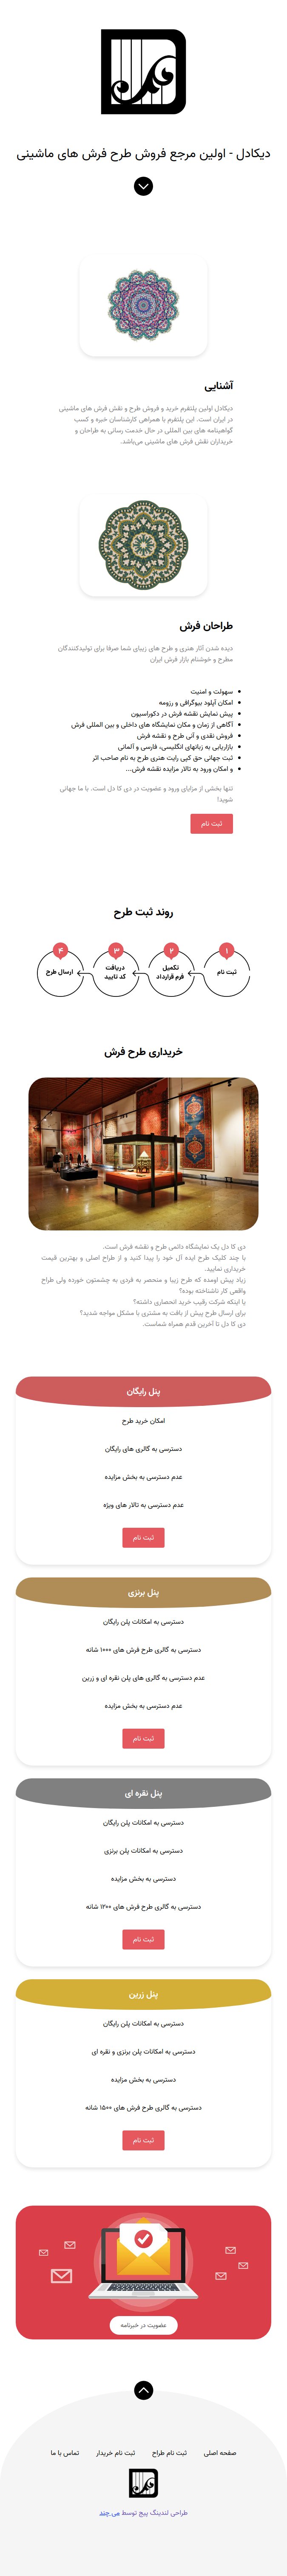 دیکادل - اولین مرجع فروش طرح فرش های ماشینی
آشنایی
دیکادل اولین پلتفرم خرید و فروش طرح و نقش فرش های ماشینی
در ایران است. این پلتفرم با همراهی کارشناسان خبره و کسب
گواهینامه های بین المللی در حال خدمت رسانی به طراحان و
خریداران نقش فرش های ماشینی می‌باشد.
طراحان فرش
دیده شدن آثار هنری و طرح های زیبای شما صرفا برای تولیدکنندگان
مطرح و خوشنام بازار فرش ایران
سهولت و امنیت
امکان آپلود بیوگرافی و رزومه
پیش نمایش نقشه فرش در دکوراسیون
آگاهی از زمان و مکان نمایشگاه های داخلی و بین المللی فرش
فروش نقدی و آنی طرح و نقشه فرش
بازاریابی به زبانهای انگلیسی، فارسی و آلمانی
ثبت جهانی حق کپی رایت هنری طرح به نام صاحب اثر
و امکان ورود به تالار مزایده نقشه فرش...
تنها بخشی از مزایای ورود و عضویت در دی کا دل است. با ما جهانی
شوید!
ثبت نام
روند ثبت طرح
۱
ثبت نام
۲
تکمیل
فرم قرارداد
۳
دریافت
کد تایید
۴
ارسال طرح
خریداری طرح فرش
دی کا دل یک نمایشگاه دائمی طرح و نقشه فرش است.
با چند کلیک طرح ایده آل خود را پیدا کنید و از طراح اصلی و بهترین قیمت
خریداری نمایید.
زیاد پیش اومده که طرح زیبا و منحصر به فردی به چشمتون خورده ولی طراح
واقعی کار ناشناخته بوده؟
یا اینکه شرکت رقیب خرید انحصاری داشته؟
برای ارسال طرح پیش از بافت به مشتری با مشکل مواجه شدید؟
دی کا دل تا آخرین قدم همراه شماست.
پنل رایگان
امکان خرید طرح
دسترسی به گالری های رایگان
عدم دسترسی به بخش مزایده
عدم دسترسی به تالار های ویژه
ثبت نام
پنل برنزی
دسترسی به امکانات پلن رایگان
دسترسی به گالری طرح فرش های ۱۰۰۰ شانه
عدم دسترسی به گالری های پلن نقره ای و زرین
عدم دسترسی به بخش مزایده
ثبت نام
پنل نقره ای
دسترسی به امکانات پلن رایگان
دسترسی به امکانات پلن برنزی
دسترسی به بخش مزایده
دسترسی به گالری طرح فرش های ۱۲۰۰ شانه
ثبت نام
پنل زرین
دسترسی به امکانات پلن رایگان
دسترسی به امکانات پلن برنزی و نقره ای
دسترسی به بخش مزایده
دسترسی به گالری طرح فرش های ۱۵۰۰ شانه
ثبت نام
عضویت در خبرنامه
صفحه اصلی
ثبت نام طراح
ثبت نام خریدار
تماس با ما
طراحی لندینگ پیج توسط می چند